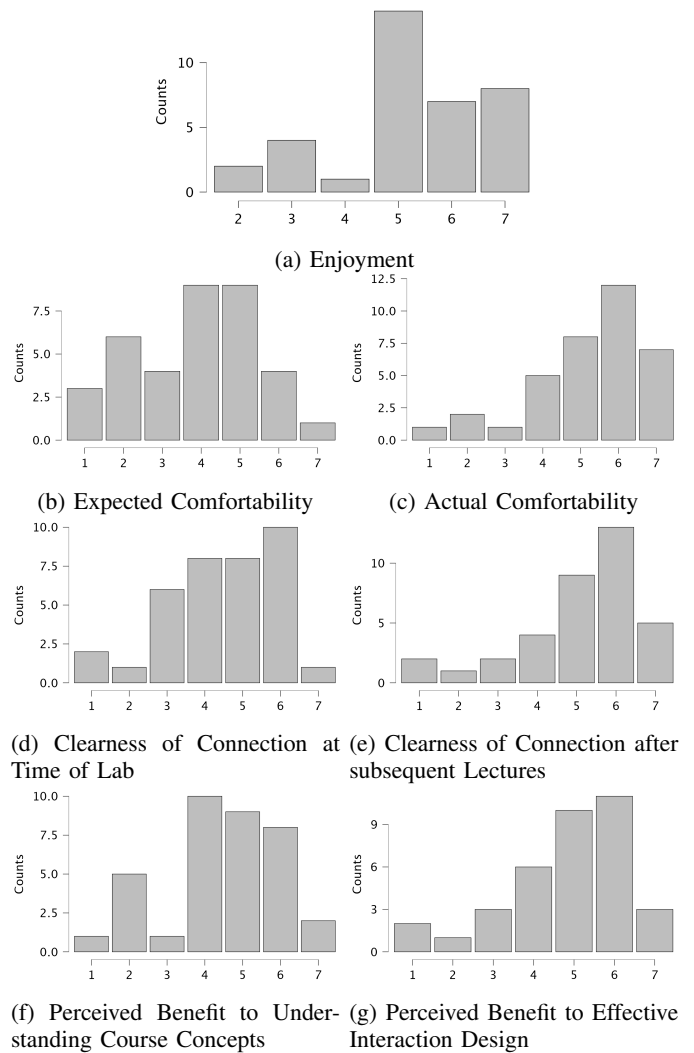 10
5
0
Counts
2 3 4 5 6 7
(a) Enjoyment
7.5
5.0
2.5
0.0
Counts
1 2 3 4 5 6 7
(b) Expected Comfortability
12.5
10.0
7.5
5.0
2.5
0.0
Counts
1 2 3 4 5 6 7
(c) Actual Comfortability
10.0
7.5
5.0
2.5
0.0
Counts
1 2 3 4 5 6 7
(d) Clearness of Connection at
Time of Lab
10
5
0
Counts
1 2 3 4 5 6 7
(e) Clearness of Connection after
subsequent Lectures
10.0
7.5
5.0
2.5
0.0
Counts
1 2 3 4 5 6 7
(f) Perceived Benefit to Under-
standing Course Concepts
9
6
3
0
Counts
1 2 3 4 5 6 7
(g) Perceived Benefit to Effective
Interaction Design